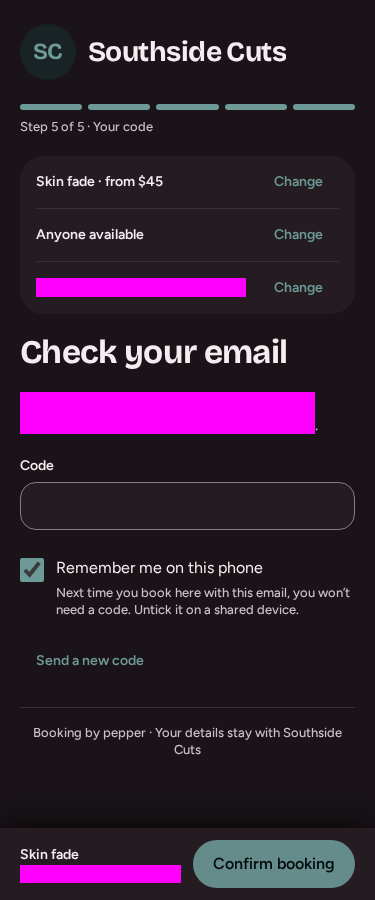 SC
Southside Cuts
Step 5 of 5 · Your code
Skin fade · from $45
Change
Anyone available
Change
Change
Check your email
.
Code
Remember me on this phone
Next time you book here with this email, you won't
need a code. Untick it on a shared device.
Send a new code
Booking by pepper · Your details stay with Southside
Cuts
Skin fade
Confirm booking